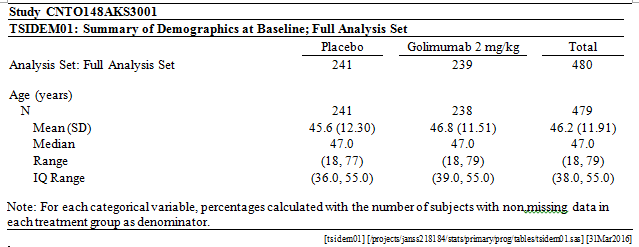 Study CNTO148AKS3001
TSIDEM01: Summary of Demographics at Baseline; Full Analysis Set
Placebo Golimumab 2 mg/kg Total
Analysis Set: Full Analysis Set 241 239 480
Age (years)
N 241 238 479
Mean (SD) 45.6 (12.30) 46.8 (11.51) 46.2 (11.91)
Median 47.0 47.0 47.0
Range (18, 77) (18, 79) (18, 79)
IQ Range (36.0, 55.0) (39.0, 55.0) (38.0, 55.0)
Note: For each categorical variable, percentages calculated with the number of subjects with non missing data in
each treatment group as denominator.
[tsidem01] [/projects/janss218184/stats/primary/prog/tables/tsidem01.sas] [31Mar2016]